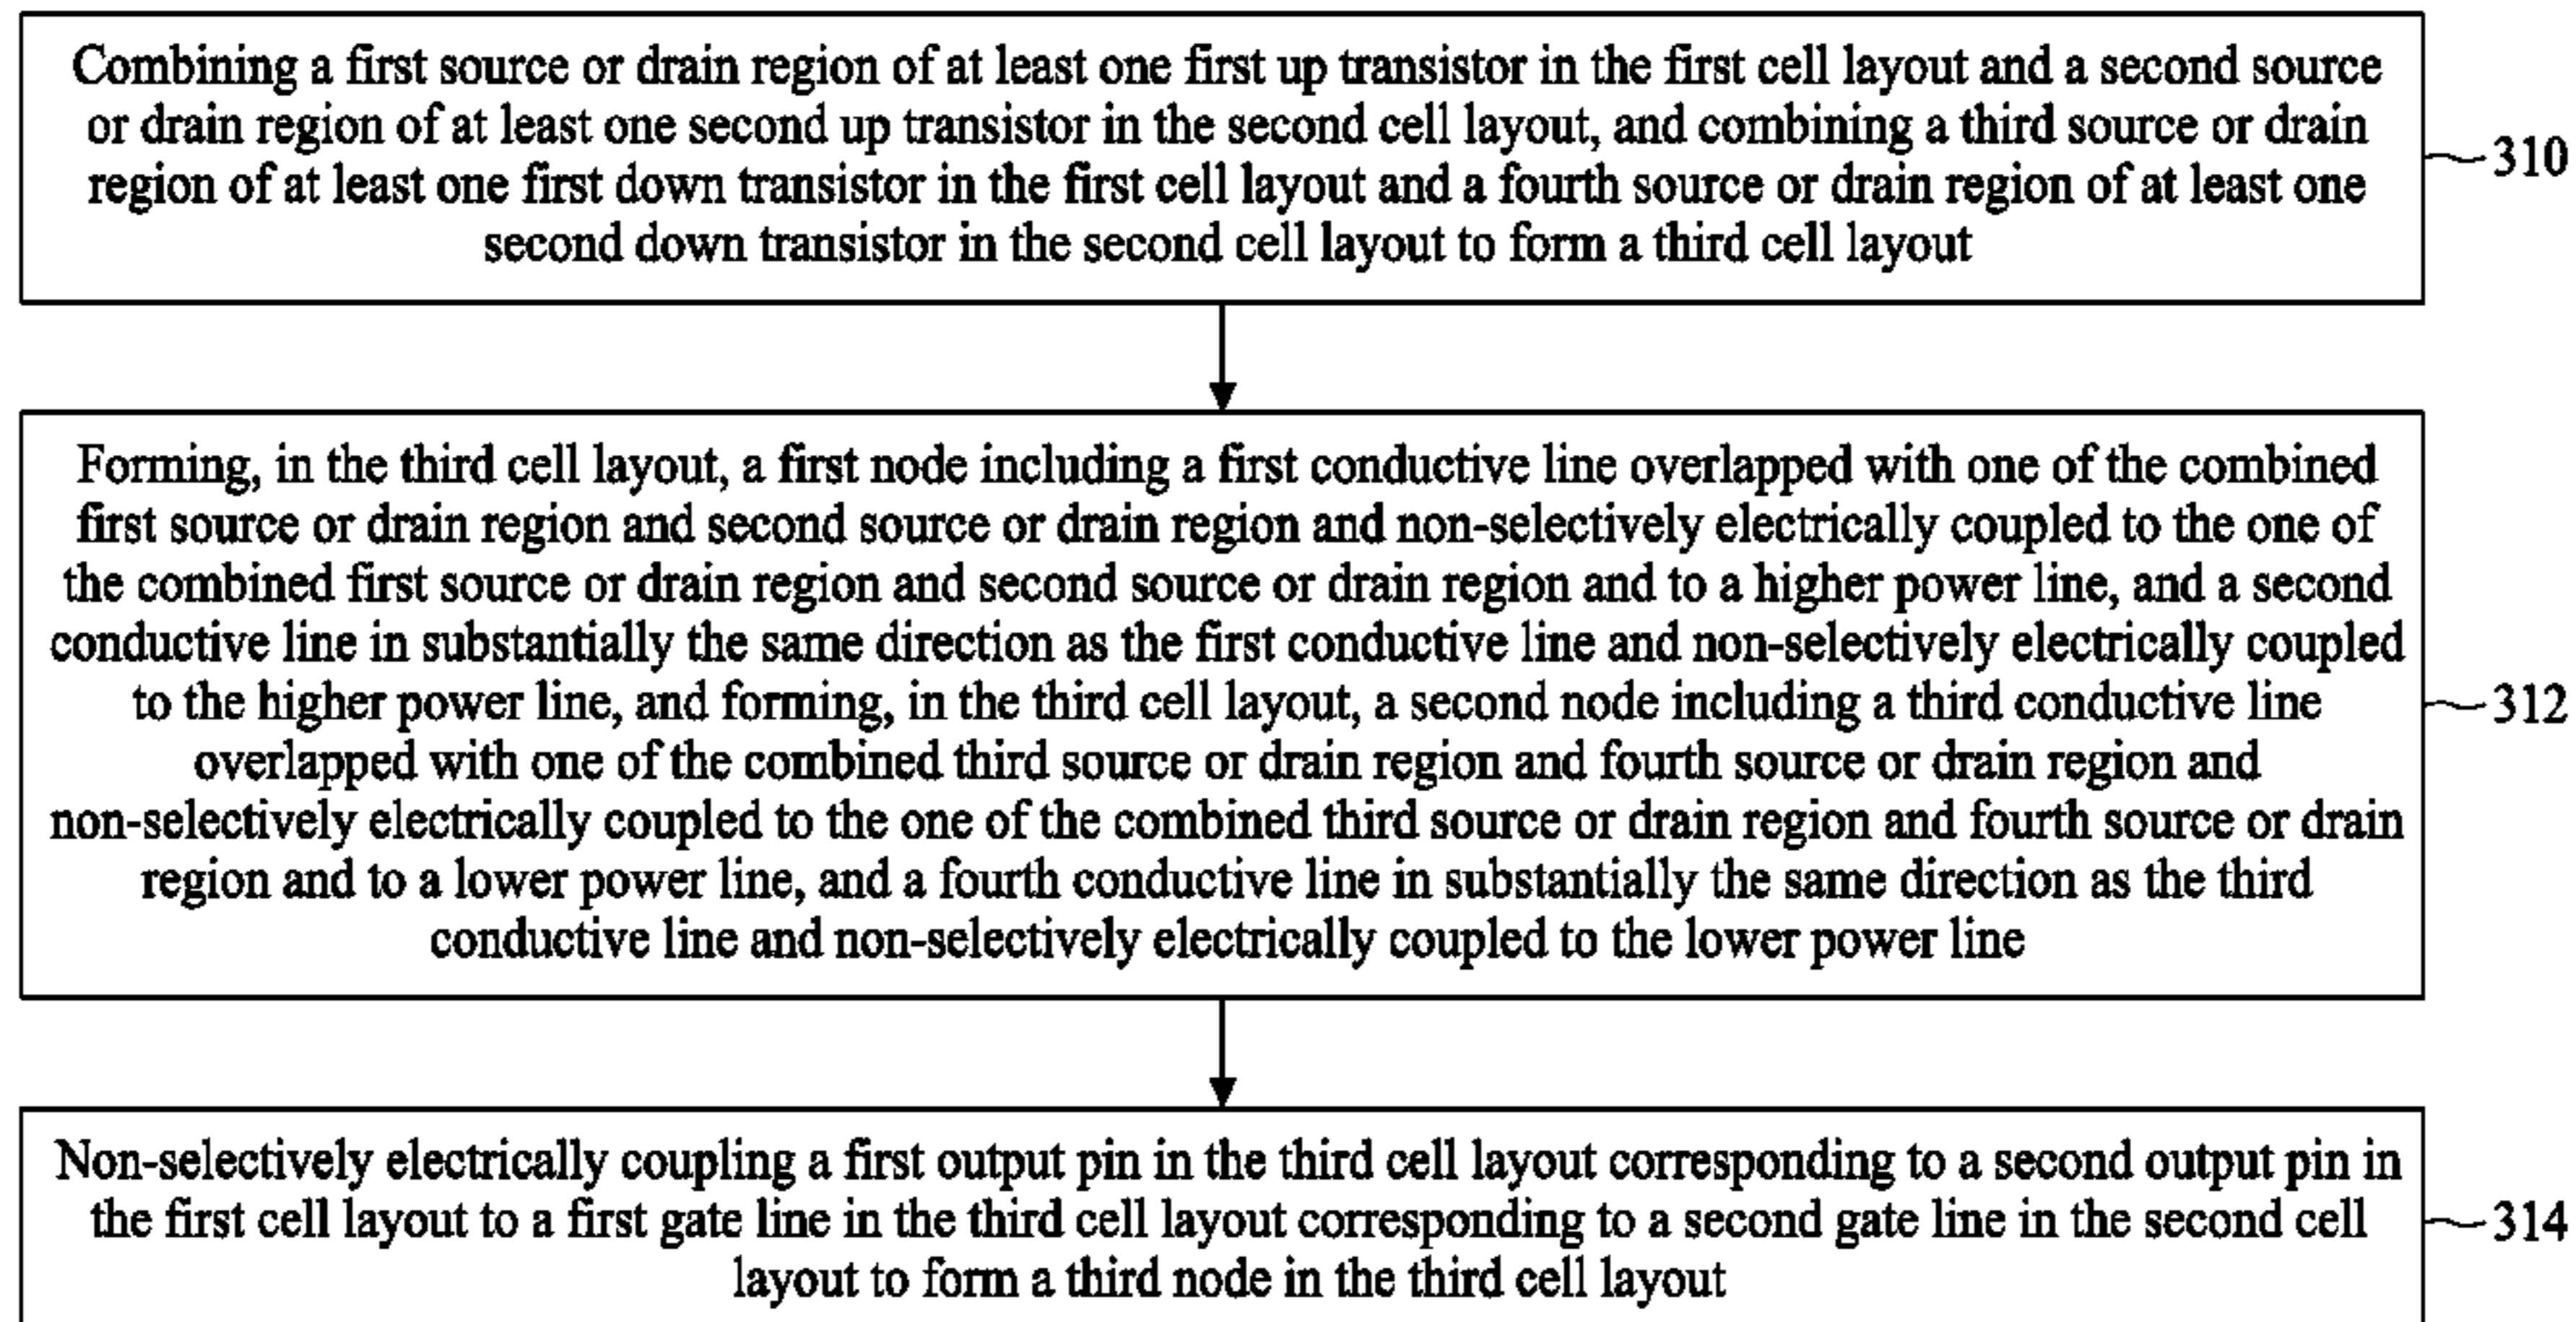 Combining a first source or drain region of at least one first up transistor in the first cell layout and a second source
or drain region of at least one second up transistor in the second cell layout, and combining a third source or drain
region of at least one first down transistor in the first cell layout and a fourth source or drain region of at least one
second down transistor in the second cell layout to form a third cell layout
310
Forming, in the third cell layout, a first node including a first conductive line overlapped with one of the combined
first source or drain region and second source or drain region and non-selectively electrically coupled to the one of
the combined first source or drain region and second source or drain region and to a higher power line, and a second
conductive line in substantially the same direction as the first conductive line and non-selectively electrically coupled
to the higher power line, and forming, in the third cell layout, a second node including a third conductive line
overlapped with one of the combined third source or drain region and fourth source or drain region and
non-selectively electrically coupled to the one of the combined third source or drain region and fourth source or drain
region and to a lower power line, and a fourth conductive line in substantially the same direction as the third
conductive line and non-selectively electrically coupled to the lower power line
312
Non-selectively electrically coupling a first output pin in the third cell layout corresponding to a second output pin in
the first cell layout to a first gate line in the third cell layout corresponding to a second gate line in the second cell
layout to form a third node in the third cell layout
314